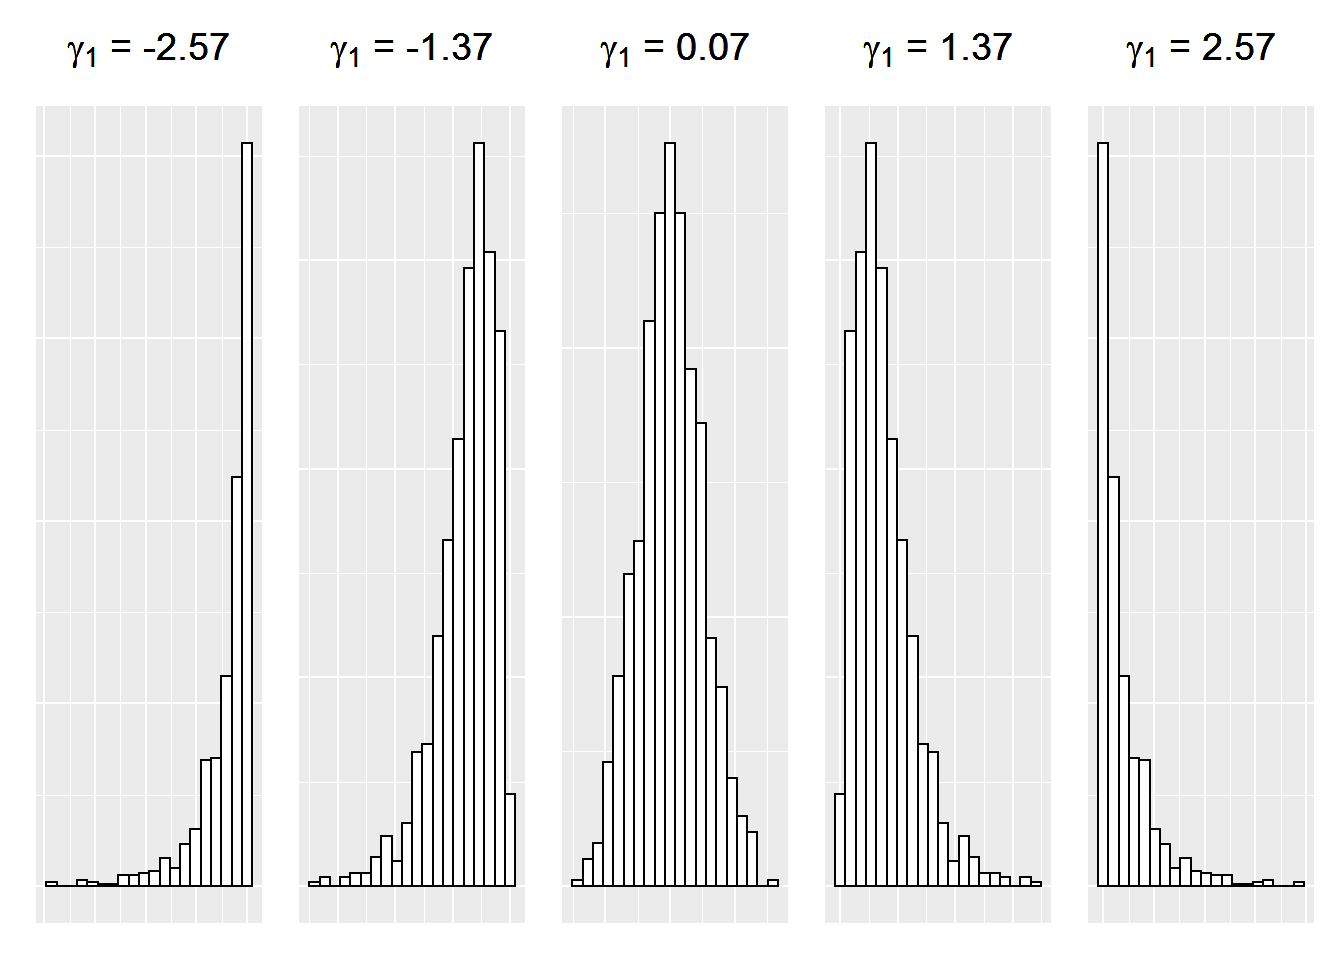 γ₁ = -2.57
γ₁ = -1.37
γ₁ = 0.07
γ₁ = 1.37
γ₁ = 2.57